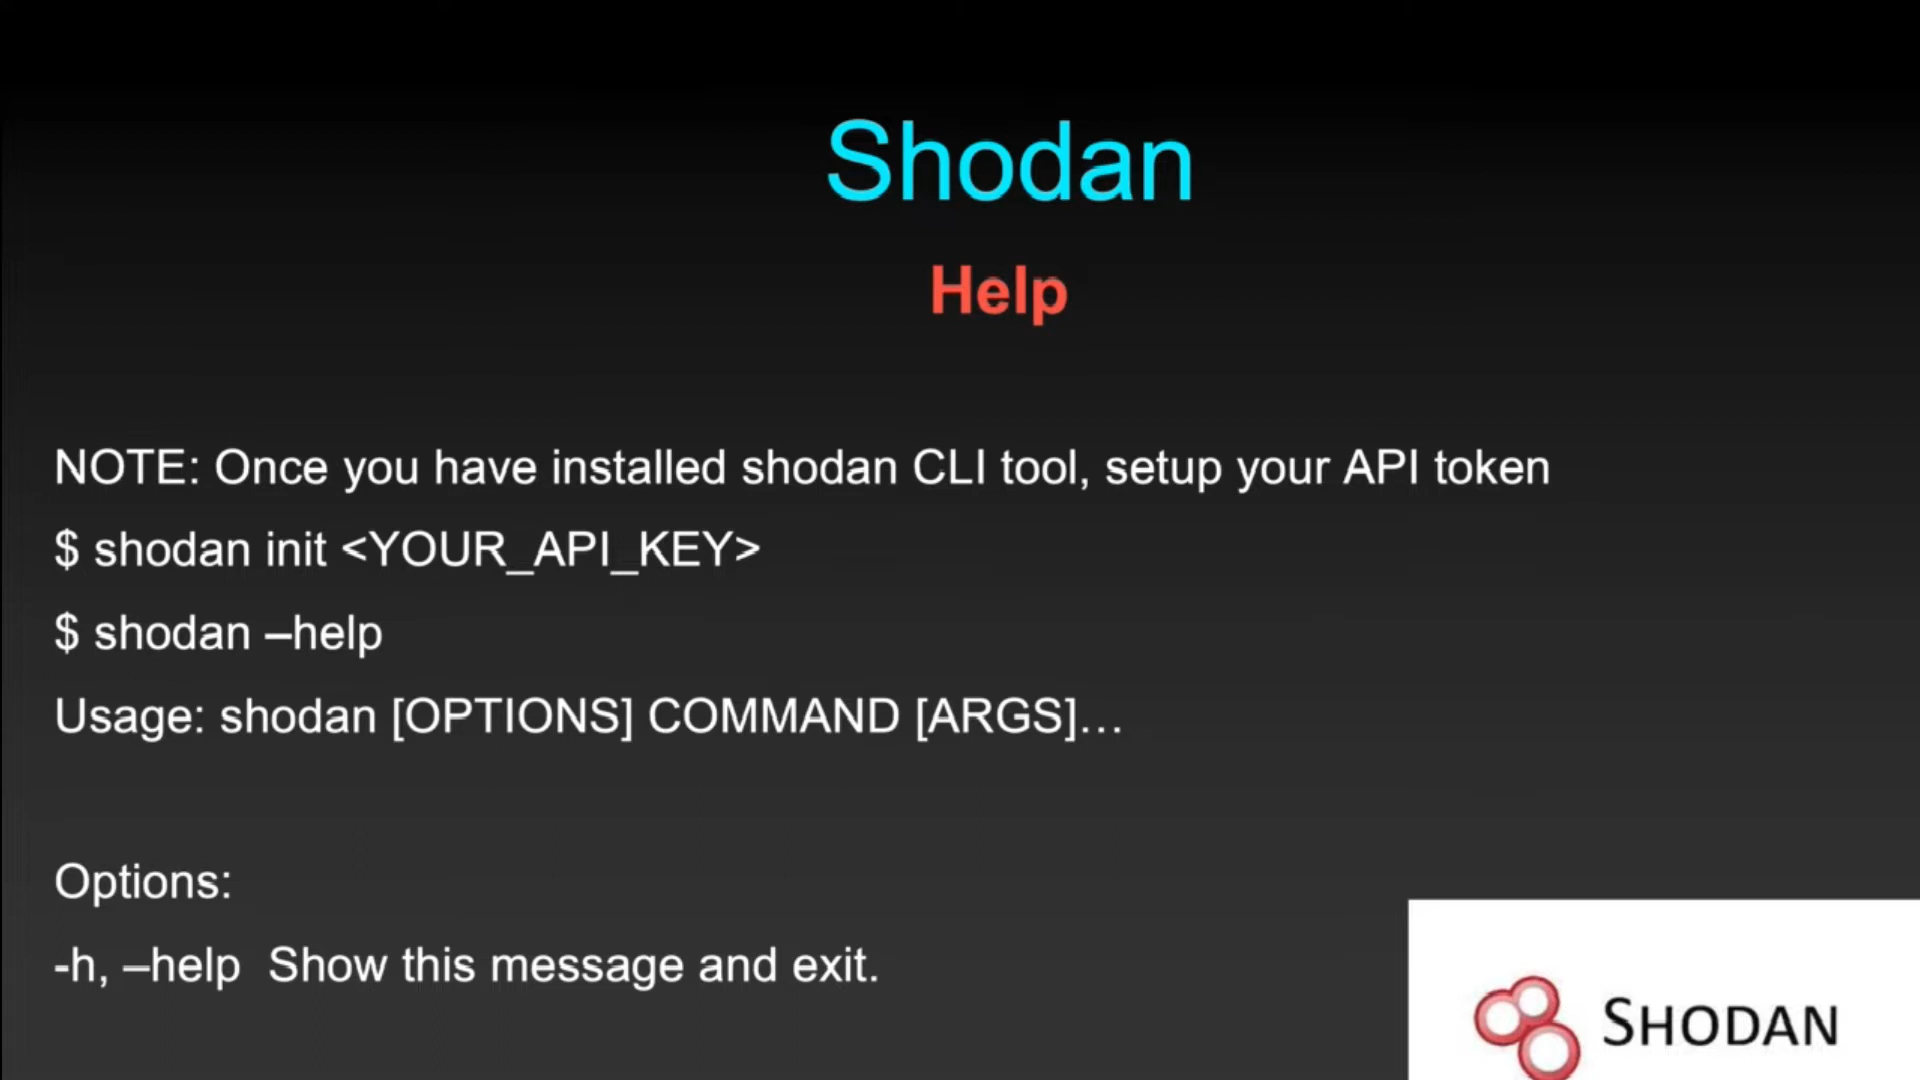 Shodan
Help
NOTE: Once you have installed shodan CLI tool, setup your API token
$ shodan init <YOUR_API_KEY>
$ shodan –help
Usage: shodan [OPTIONS] COMMAND [ARGS]…
Options:
-h, –help  Show this message and exit.
SHODAN